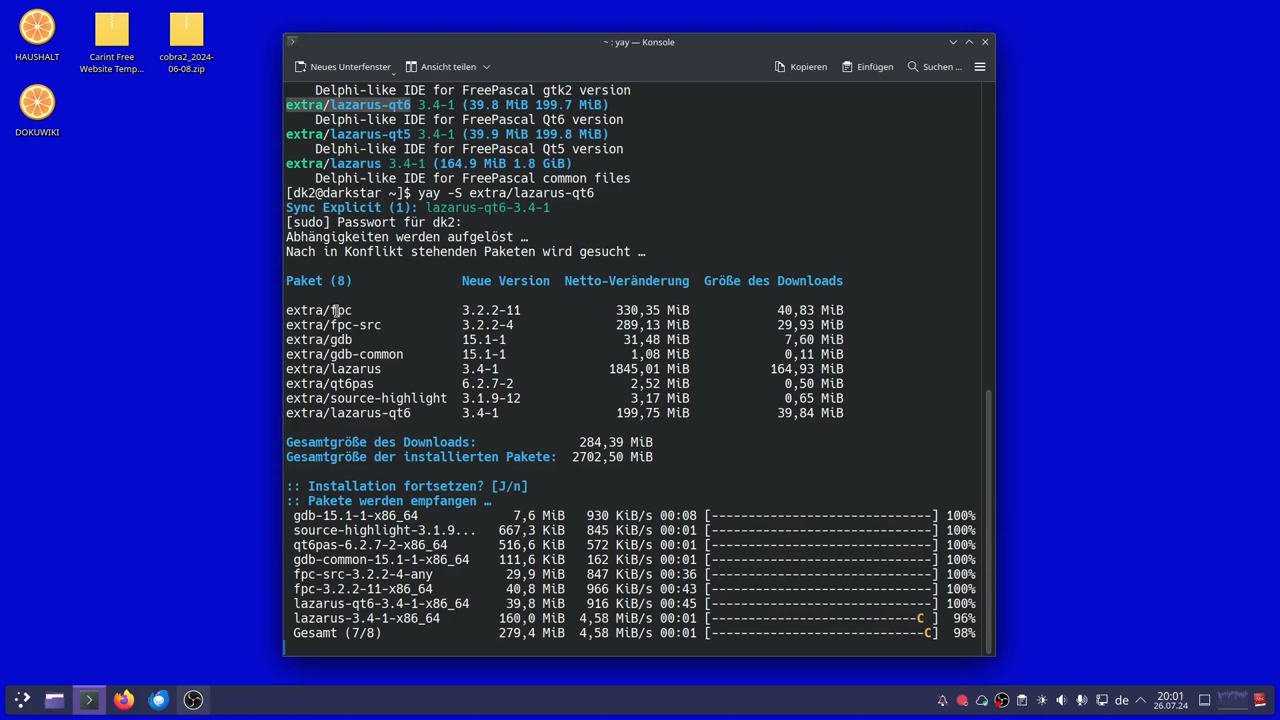 HAUSHALT
Carint Free
Website Temp...
cobra2_2024-
06-08.zip
DOKUWIKI
~ : yay — Konsole
Neues Unterfenster
Ansicht teilen
Kopieren
Einfügen
Suchen ...
Delphi-like IDE for FreePascal gtk2 version
extra/lazarus-qt6 3.4-1 (39.8 MiB 199.7 MiB)
Delphi-like IDE for FreePascal Qt6 version
extra/lazarus-qt5 3.4-1 (39.9 MiB 199.8 MiB)
Delphi-like IDE for FreePascal Qt5 version
extra/lazarus 3.4-1 (164.9 MiB 1.8 GiB)
Delphi-like IDE for FreePascal common files
[dk2@darkstar ~]$ yay -S extra/lazarus-qt6
Sync Explicit (1): lazarus-qt6-3.4-1
[sudo] Passwort für dk2:
Abhängigkeiten werden aufgelöst …
Nach in Konflikt stehenden Paketen wird gesucht …
Paket (8) Neue Version Netto-Veränderung Größe des Downloads
extra/fpc 3.2.2-11 330,35 MiB 40,83 MiB
extra/fpc-src 3.2.2-4 289,13 MiB 29,93 MiB
extra/gdb 15.1-1 31,48 MiB 7,60 MiB
extra/gdb-common 15.1-1 1,08 MiB 0,11 MiB
extra/lazarus 3.4-1 1845,01 MiB 164,93 MiB
extra/qt6pas 6.2.7-2 2,52 MiB 0,50 MiB
extra/source-highlight 3.1.9-12 3,17 MiB 0,65 MiB
extra/lazarus-qt6 3.4-1 199,75 MiB 39,84 MiB
Gesamtgröße des Downloads: 284,39 MiB
Gesamtgröße der installierten Pakete: 2702,50 MiB
:: Installation fortsetzen? [J/n]
:: Pakete werden empfangen …
gdb-15.1-1-x86_64 7,6 MiB 930 KiB/s 00:08 [------------------------------] 100%
source-highlight-3.1.9... 667,3 KiB 845 KiB/s 00:01 [------------------------------] 100%
qt6pas-6.2.7-2-x86_64 516,6 KiB 572 KiB/s 00:01 [------------------------------] 100%
gdb-common-15.1-1-x86_64 111,6 KiB 162 KiB/s 00:01 [------------------------------] 100%
fpc-src-3.2.2-4-any 29,9 MiB 847 KiB/s 00:36 [------------------------------] 100%
fpc-3.2.2-11-x86_64 40,8 MiB 966 KiB/s 00:43 [------------------------------] 100%
lazarus-qt6-3.4-1-x86_64 39,8 MiB 916 KiB/s 00:45 [------------------------------] 100%
lazarus-3.4-1-x86_64 160,0 MiB 4,58 MiB/s 00:01 [----------------------------C ] 96%
Gesamt (7/8) 279,4 MiB 4,58 MiB/s 00:01 [-----------------------------C] 98%
de
20:01
26.07.24